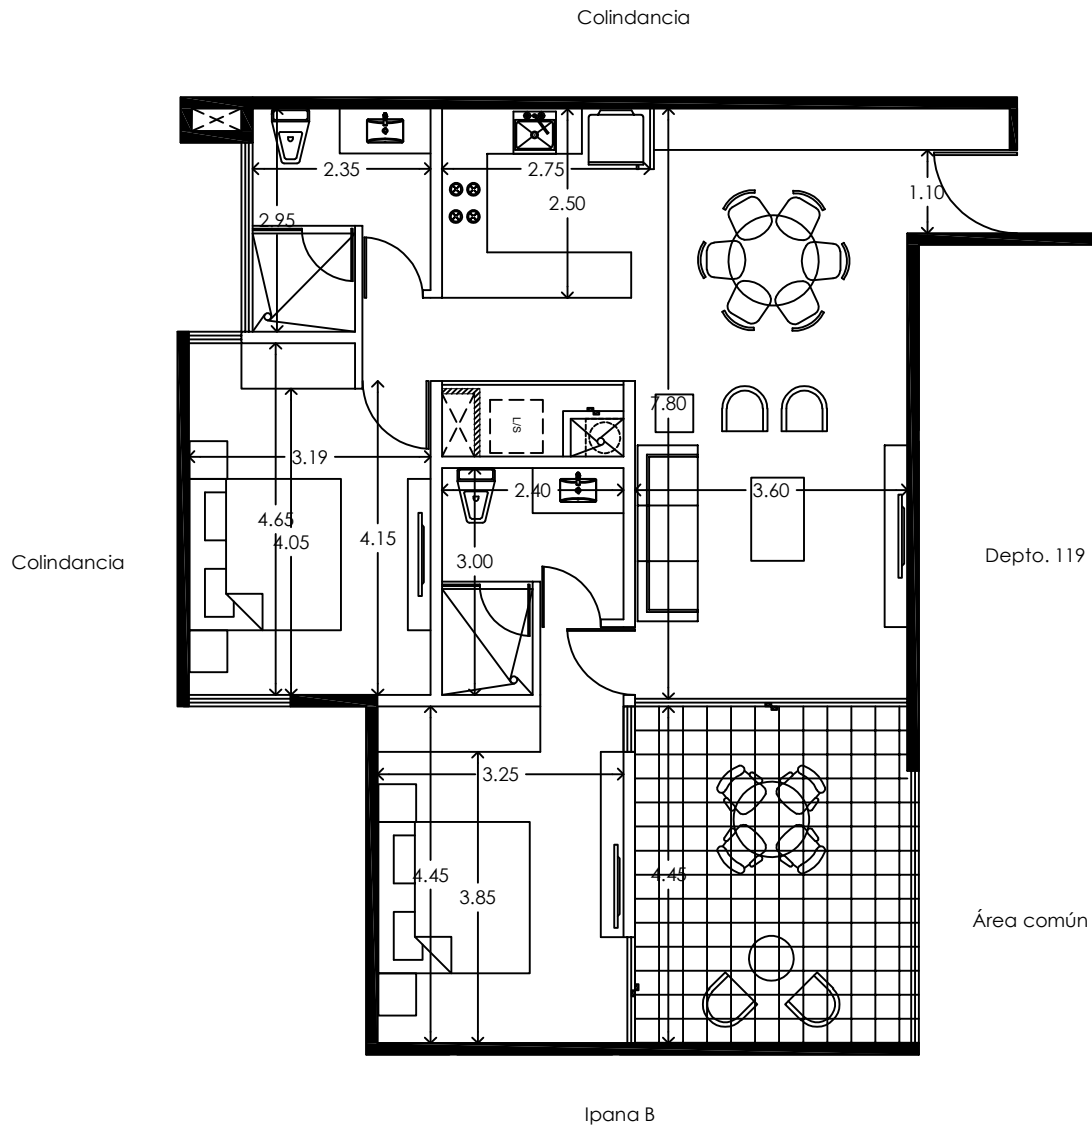 Colindancia
2.35
2.75
1.10
2.50
2.95
7.80
L/S
3.19
2.40
3.60
4.65
4.05
4.15
3.00
Colindancia
Depto. 119
3.25
4.45
3.85
4.45
Área común
Ipana B